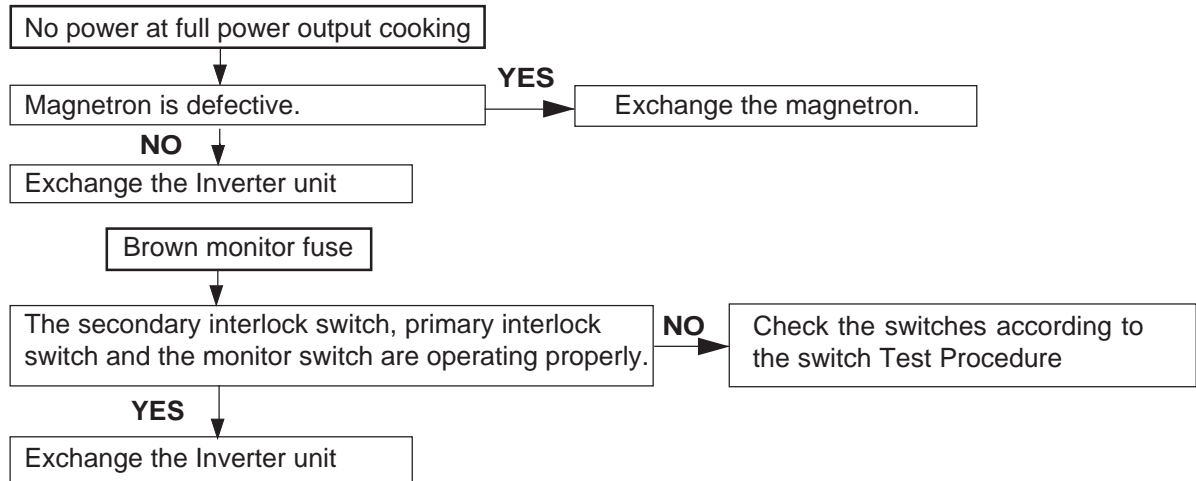 No power at full power output cooking
YES
Magnetron is defective.
Exchange the magnetron.
NO
Exchange the Inverter unit
Brown monitor fuse
The secondary interlock switch, primary interlock
switch and the monitor switch are operating properly.
NO
Check the switches according to
the switch Test Procedure
YES
Exchange the Inverter unit